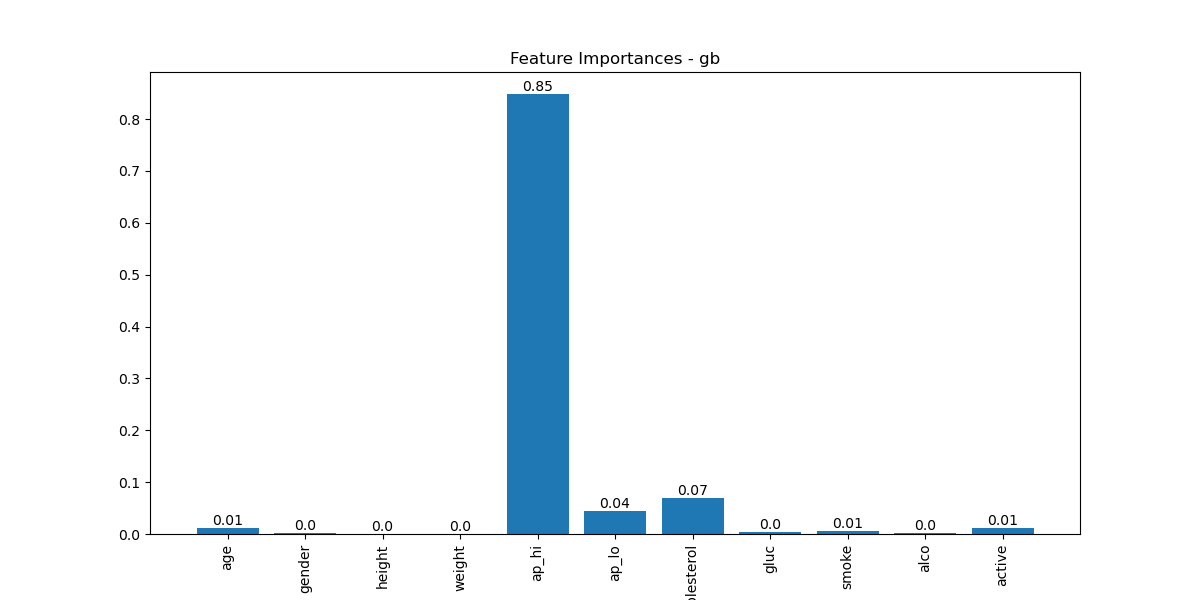 Feature Importances - gb
0.85
0.8
0.7
0.6
0.5
0.4
0.3
0.2
0.1
0.0
0.01
0.0
0.0
0.0
0.04
0.07
0.0
0.01
0.0
0.01
age
gender
height
weight
ap_hi
ap_lo
olesterol
gluc
smoke
alco
active